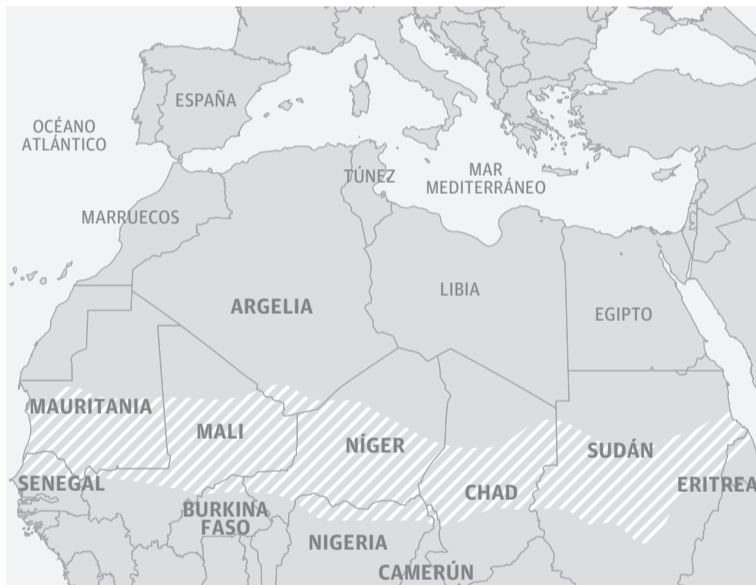 ESPAÑA
OCÉANO
ATLÁNTICO
TÚNEZ
MAR
MEDITERRÁNEO
MARRUECOS
ARGELIA
LIBIA
EGIPTO
MAURITANIA
MALI
NÍGER
SUDÁN
SENEGAL
CHAD
ERITREA
BURKINA
FASO
NIGERIA
CAMERÚN